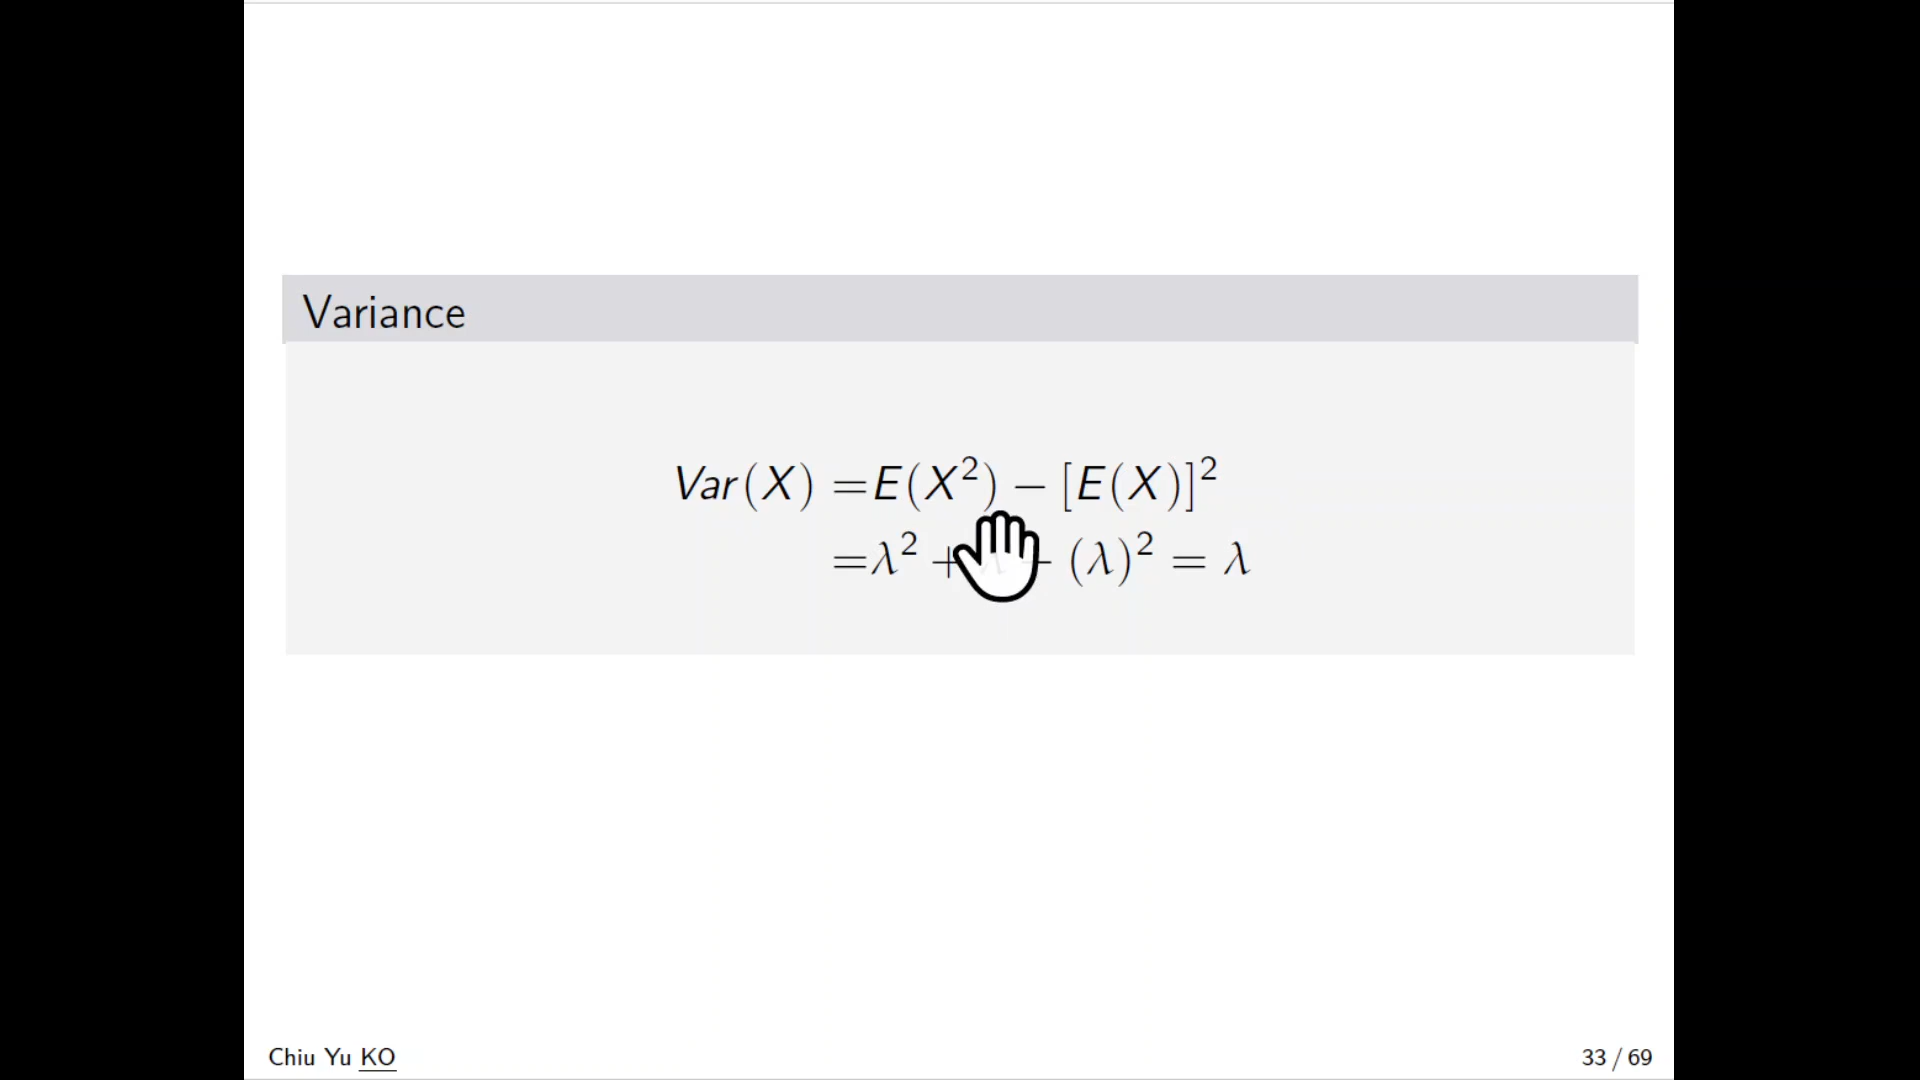 Variance
Var(X) =E(X²) − [E(X)]²
=λ² + λ − (λ)² = λ
Chiu Yu KO
33 / 69